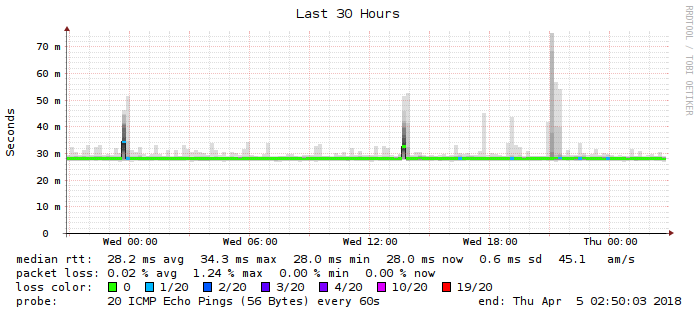 Last 30 Hours
RRDTOOL / TOBI OETIKER
Seconds
70 m
60 m
50 m
40 m
30 m
20 m
10 m
0
Wed 00:00 Wed 06:00 Wed 12:00 Wed 18:00 Thu 00:00
median rtt: 28.2 ms avg 34.3 ms max 28.0 ms min 28.0 ms now 0.6 ms sd 45.1 am/s
packet loss: 0.02 % avg 1.24 % max 0.00 % min 0.00 % now
loss color: 0 1/20 2/20 3/20 4/20 10/20 19/20
probe: 20 ICMP Echo Pings (56 Bytes) every 60s end: Thu Apr 5 02:50:03 2018